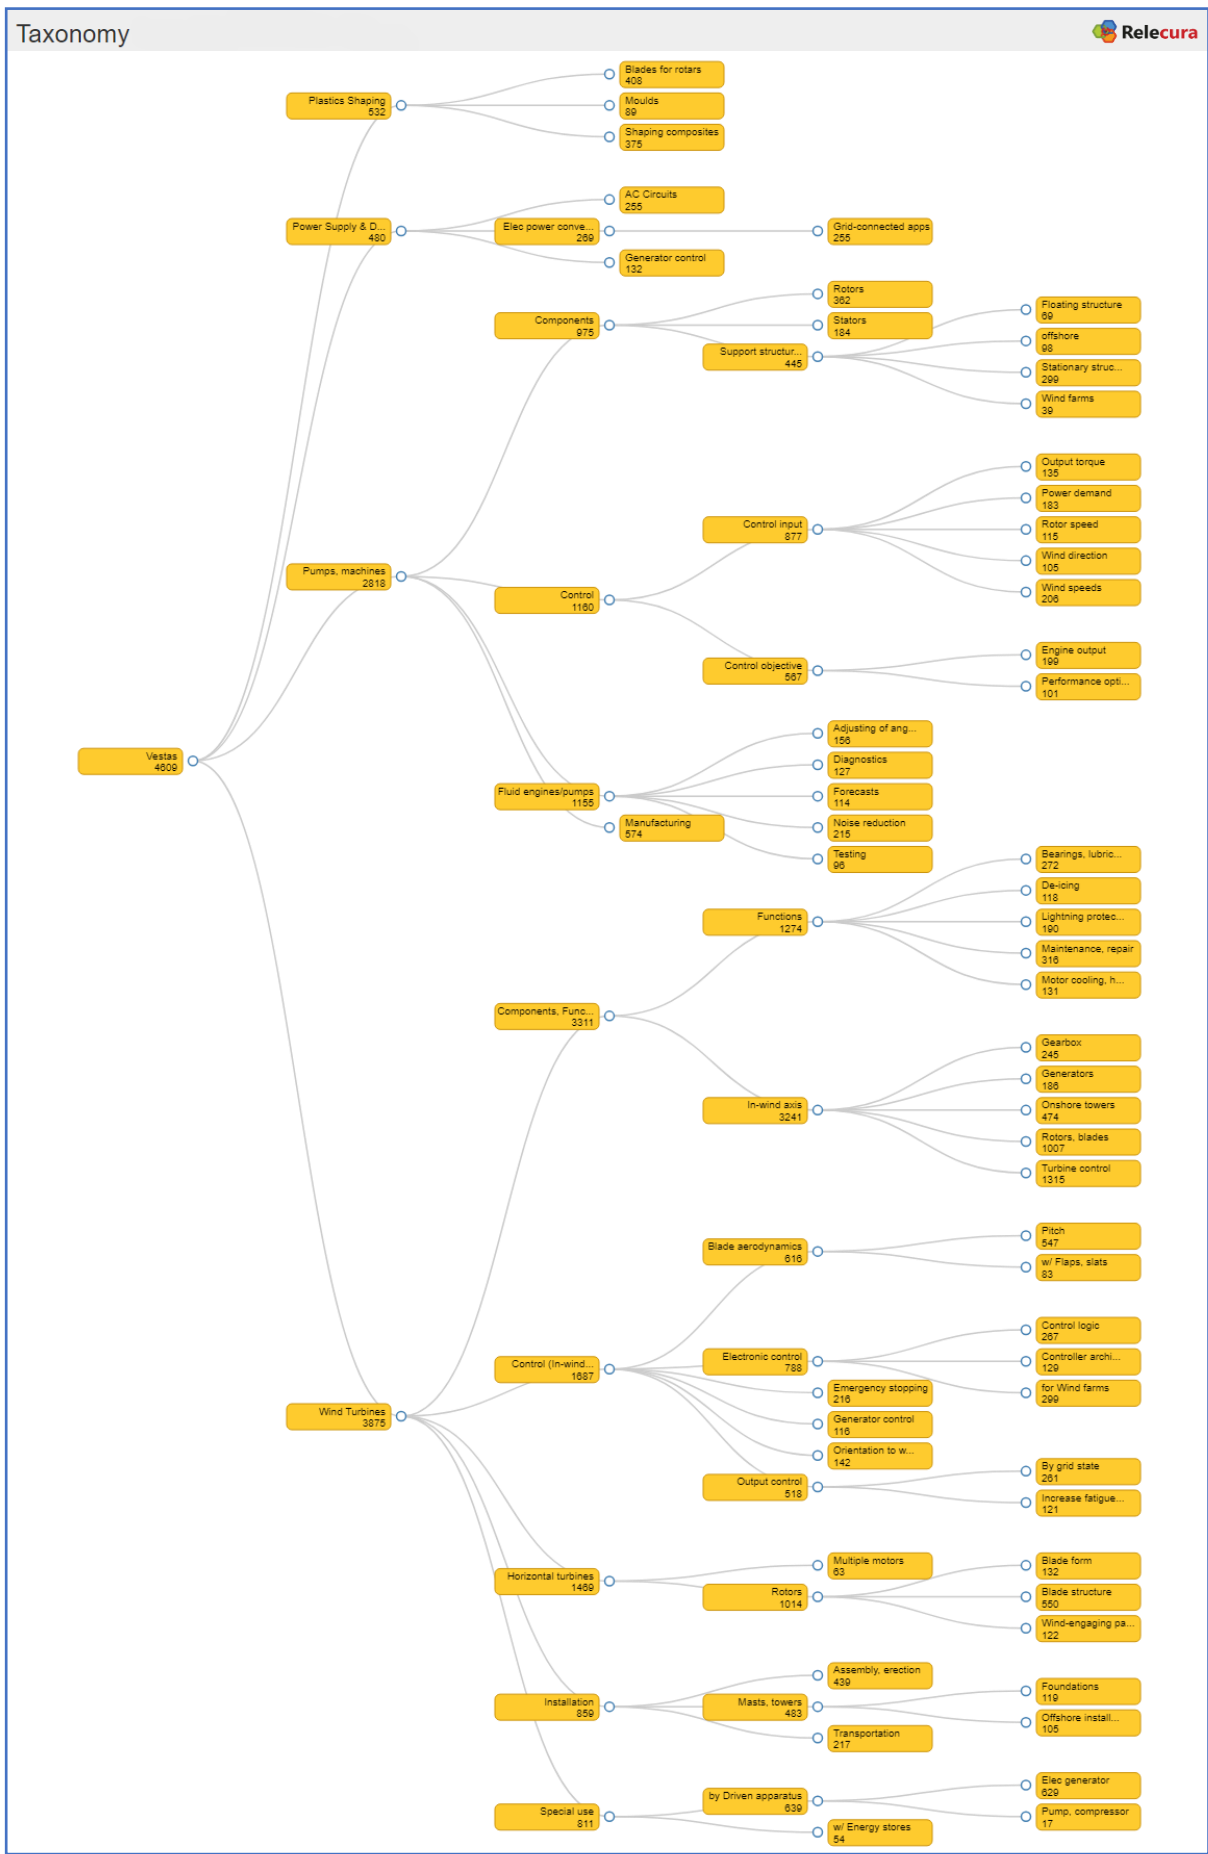 Taxonomy
Relecura
Blades for rotars
408
Plastics Shaping
532
Moulds
89
Shaping composites
375
AC Circuits
255
Power Supply & D...
480
Elec power conve...
269
Grid-connected apps
255
Generator control
132
Rotors
362
Components
975
Stators
184
Support structur...
445
Floating structure
69
offshore
98
Stationary struc...
299
Wind farms
39
Output torque
135
Power demand
183
Control input
877
Rotor speed
115
Wind direction
105
Wind speeds
206
Pumps, machines
2818
Control
1160
Control objective
567
Engine output
199
Performance opti...
101
Vestas
4609
Adjusting of ang...
156
Diagnostics
127
Fluid engines/pumps
1155
Forecasts
114
Manufacturing
574
Noise reduction
215
Testing
96
Bearings, lubric...
272
De-icing
118
Functions
1274
Lightning protec...
190
Maintenance, repair
316
Motor cooling, h...
131
Components, Func...
3311
Gearbox
245
Generators
186
In-wind axis
3241
Onshore towers
474
Rotors, blades
1007
Turbine control
1315
Blade aerodynamics
616
Pitch
547
w/ Flaps, slats
83
Control logic
267
Control (In-wind...
1687
Electronic control
788
Controller archi...
129
Emergency stopping
216
for Wind farms
299
Wind Turbines
3875
Generator control
116
Orientation to w...
142
Output control
518
By grid state
261
Increase fatigue...
121
Horizontal turbines
1469
Multiple motors
63
Rotors
1014
Blade form
132
Blade structure
550
Wind-engaging pa...
122
Assembly, erection
439
Installation
859
Masts, towers
483
Foundations
119
Offshore install...
105
Transportation
217
Special use
811
by Driven apparatus
639
Elec generator
629
Pump, compressor
17
w/ Energy stores
54